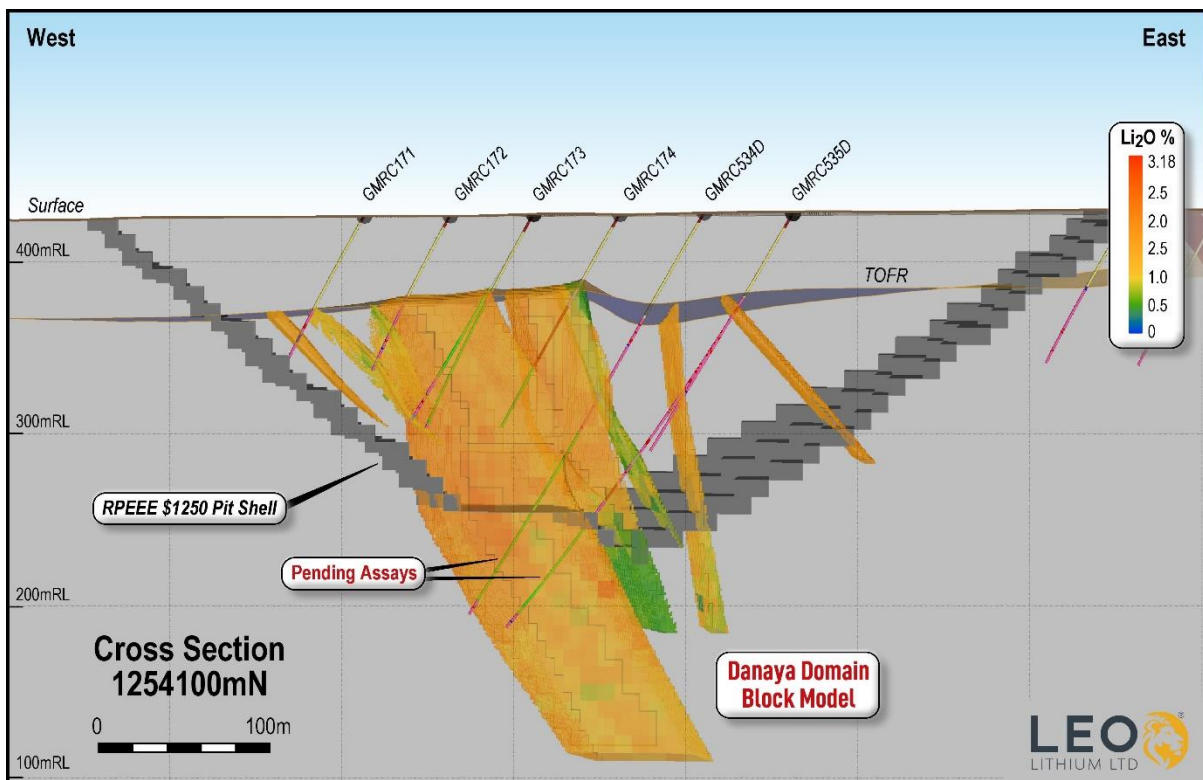 West
East
GMRC171
GMRC172
GMRC173
GMRC174
GMRC534D
GMRC535D
Li₂O %
3.18
2.5
2.0
2.5
1.0
0.5
0
Surface
400mRL
TOFR
300mRL
RPEEE $1250 Pit Shell
Pending Assays
200mRL
Cross Section
1254100mN
0 100m
Danaya Domain
Block Model
100mRL
LEO
LITHIUM LTD
®